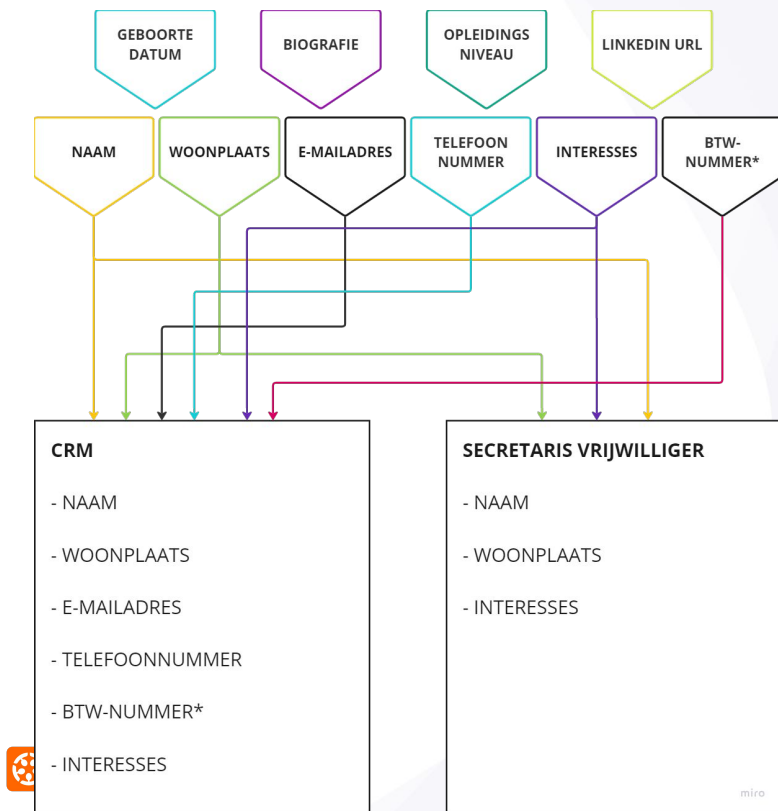 GEBOORTE
DATUM
BIOGRAFIE
OPLEIDINGS
NIVEAU
LINKEDIN URL
NAAM
WOONPLAATS
E-MAILADRES
TELEFOON
NUMMER
INTERESSES
BTW-
NUMMER*
CRM
- NAAM
- WOONPLAATS
- E-MAILADRES
- TELEFOONNUMMER
- BTW-NUMMER*
- INTERESSES
SECRETARIS VRIJWILLIGER
- NAAM
- WOONPLAATS
- INTERESSES
miro